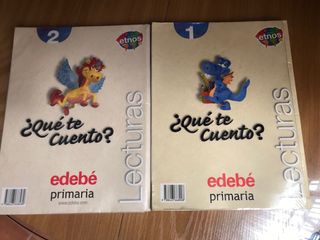 2
etnos
¿Qué te
cuento?
Lecturas
edebé
primaria
www.edebe.com
1
etnos
¿Qué te
cuento?
Lecturas
edebé
primaria